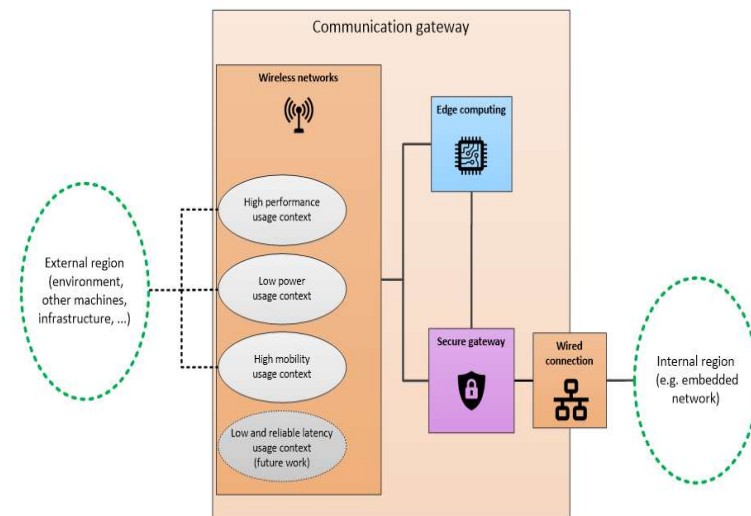 Communication gateway
Wireless networks
Edge computing
High performance
usage context
External region
(environment,
other machines,
infrastructure, ...)
Low power
usage context
High mobility
usage context
Low and reliable latency
usage context
(future work)
Secure gateway
Wired
connection
Internal region
(e.g. embedded
network)